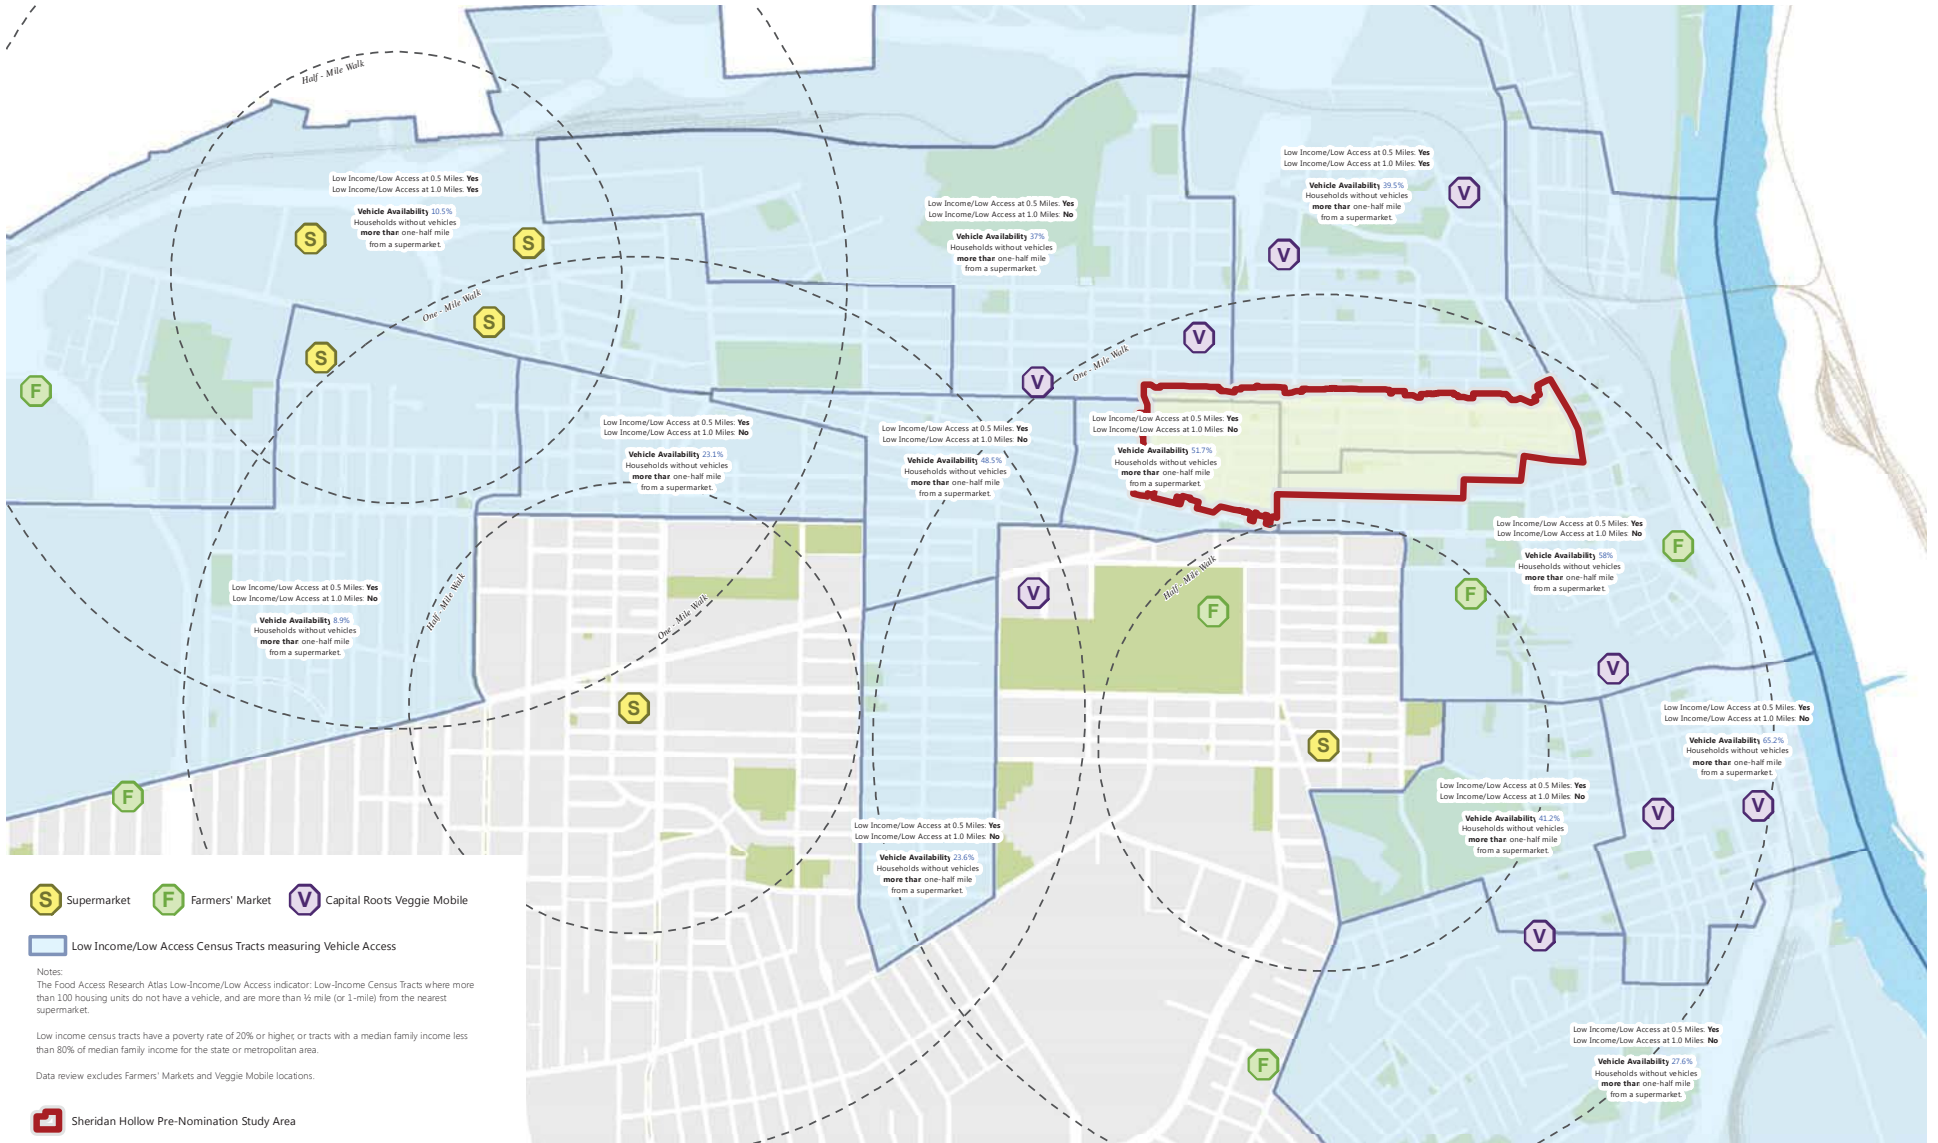 Half - Mile Walk
Low Income/Low Access at 0.5 Miles: Yes
Low Income/Low Access at 1.0 Miles: Yes
Vehicle Availability 10.5%
Households without vehicles
more than one-half mile
from a supermarket.
S
S
One - Mile Walk
S
S
F
Low Income/Low Access at 0.5 Miles: Yes
Low Income/Low Access at 1.0 Miles: No
Vehicle Availability 37%
Households without vehicles
more than one-half mile
from a supermarket.
Low Income/Low Access at 0.5 Miles: Yes
Low Income/Low Access at 1.0 Miles: Yes
Vehicle Availability 39.5%
Households without vehicles
more than one-half mile
from a supermarket.
V
V
V
One - Mile Walk
V
Low Income/Low Access at 0.5 Miles: Yes
Low Income/Low Access at 1.0 Miles: No
Vehicle Availability 23.1%
Households without vehicles
more than one-half mile
from a supermarket.
Low Income/Low Access at 0.5 Miles: Yes
Low Income/Low Access at 1.0 Miles: No
Vehicle Availability 48.5%
Households without vehicles
more than one-half mile
from a supermarket.
Low Income/Low Access at 0.5 Miles: Yes
Low Income/Low Access at 1.0 Miles: No
Vehicle Availability 51.7%
Households without vehicles
more than one-half mile
from a supermarket.
Low Income/Low Access at 0.5 Miles: Yes
Low Income/Low Access at 1.0 Miles: No
Vehicle Availability 58%
Households without vehicles
more than one-half mile
from a supermarket.
F
F
Low Income/Low Access at 0.5 Miles: Yes
Low Income/Low Access at 1.0 Miles: No
Vehicle Availability 8.9%
Households without vehicles
more than one-half mile
from a supermarket.
Half - Mile Walk
One - Mile Walk
V
Half - Mile Walk
F
V
S
S
Low Income/Low Access at 0.5 Miles: Yes
Low Income/Low Access at 1.0 Miles: No
Vehicle Availability 65.2%
Households without vehicles
more than one-half mile
from a supermarket.
Low Income/Low Access at 0.5 Miles: Yes
Low Income/Low Access at 1.0 Miles: No
Vehicle Availability 41.2%
Households without vehicles
more than one-half mile
from a supermarket.
V
V
F
Low Income/Low Access at 0.5 Miles: Yes
Low Income/Low Access at 1.0 Miles: No
Vehicle Availability 23.6%
Households without vehicles
more than one-half mile
from a supermarket.
V
F
Low Income/Low Access at 0.5 Miles: Yes
Low Income/Low Access at 1.0 Miles: No
Vehicle Availability 27.6%
Households without vehicles
more than one-half mile
from a supermarket.
S Supermarket F Farmers' Market V Capital Roots Veggie Mobile
Low Income/Low Access Census Tracts measuring Vehicle Access
Notes:
The Food Access Research Atlas Low-Income/Low Access indicator: Low-Income Census Tracts where more
than 100 housing units do not have a vehicle, and are more than ½ mile (or 1-mile) from the nearest
supermarket.
Low income census tracts have a poverty rate of 20% or higher, or tracts with a median family income less
than 80% of median family income for the state or metropolitan area.
Data review excludes Farmers' Markets and Veggie Mobile locations.
Sheridan Hollow Pre-Nomination Study Area